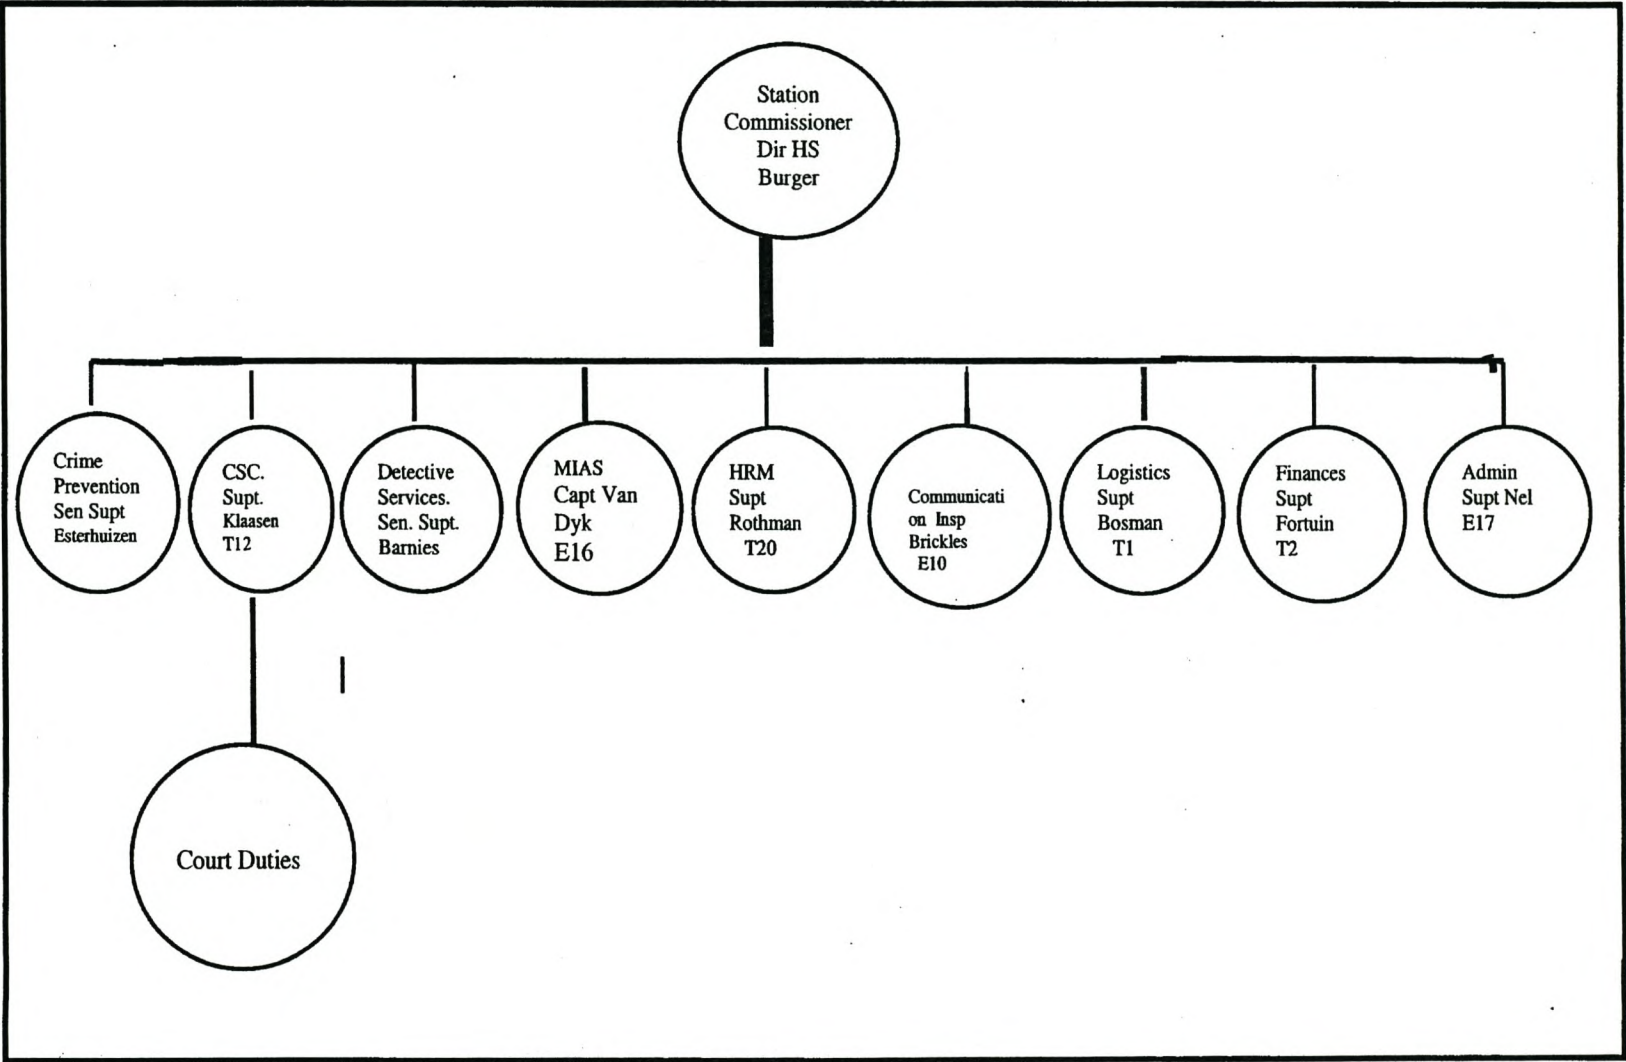 Station
Commissioner
Dir HS
Burger
Crime
Prevention
Sen Supt
Esterhuizen
CSC.
Supt.
Klaasen
T12
Detective
Services.
Sen. Supt.
Barnies
MIAS
Capt Van
Dyk
E16
HRM
Supt
Rothman
T20
Communicati
on Insp
Brickles
E10
Logistics
Supt
Bosman
T1
Finances
Supt
Fortuin
T2
Admin
Supt Nel
E17
Court Duties